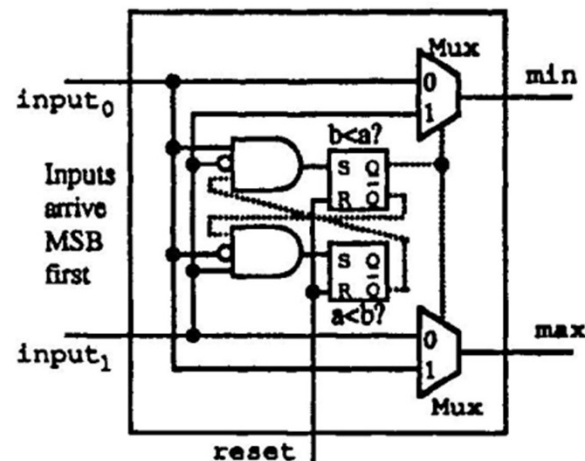 Mux
min
input0
0
1
b<a?
S Q
R Q̅
Inputs
arrive
MSB
first
S Q
R Q̅
a<b?
input1
0
1
max
Mux
reset